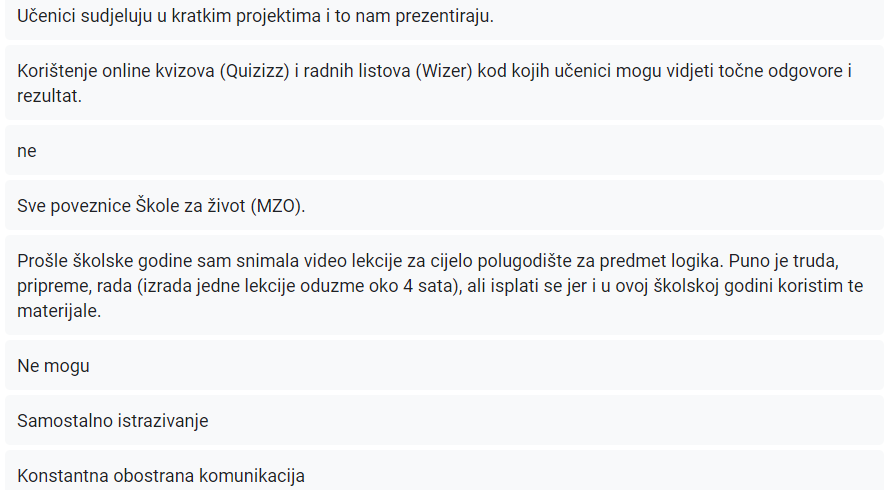 Učenici sudjeluju u kratkim projektima i to nam prezentiraju.
Korištenje online kvizova (Quizizz) i radnih listova (Wizer) kod kojih učenici mogu vidjeti točne odgovore i
rezultat.
ne
Sve poveznice Škole za život (MZO).
Prošle školske godine sam snimala video lekcije za cijelo polugodište za predmet logika. Puno je truda,
pripreme, rada (izrada jedne lekcije oduzme oko 4 sata), ali isplati se jer i u ovoj školskoj godini koristim te
materijale.
Ne mogu
Samostalno istrazivanje
Konstantna obostrana komunikacija